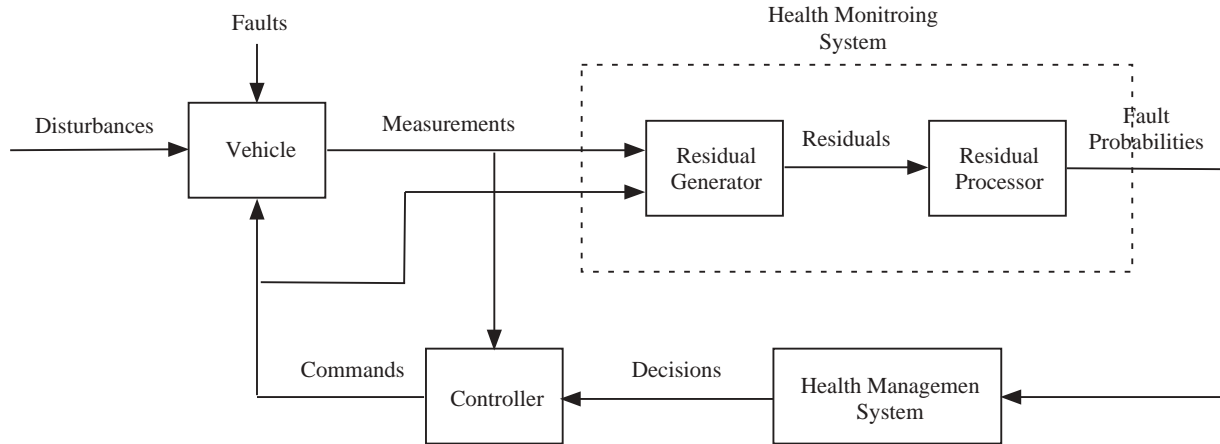 Health Monitroing
System
Faults
Disturbances
Vehicle
Measurements
Residual
Generator
Residuals
Residual
Processor
Fault
Probabilities
Commands
Controller
Decisions
Health Managemen
System